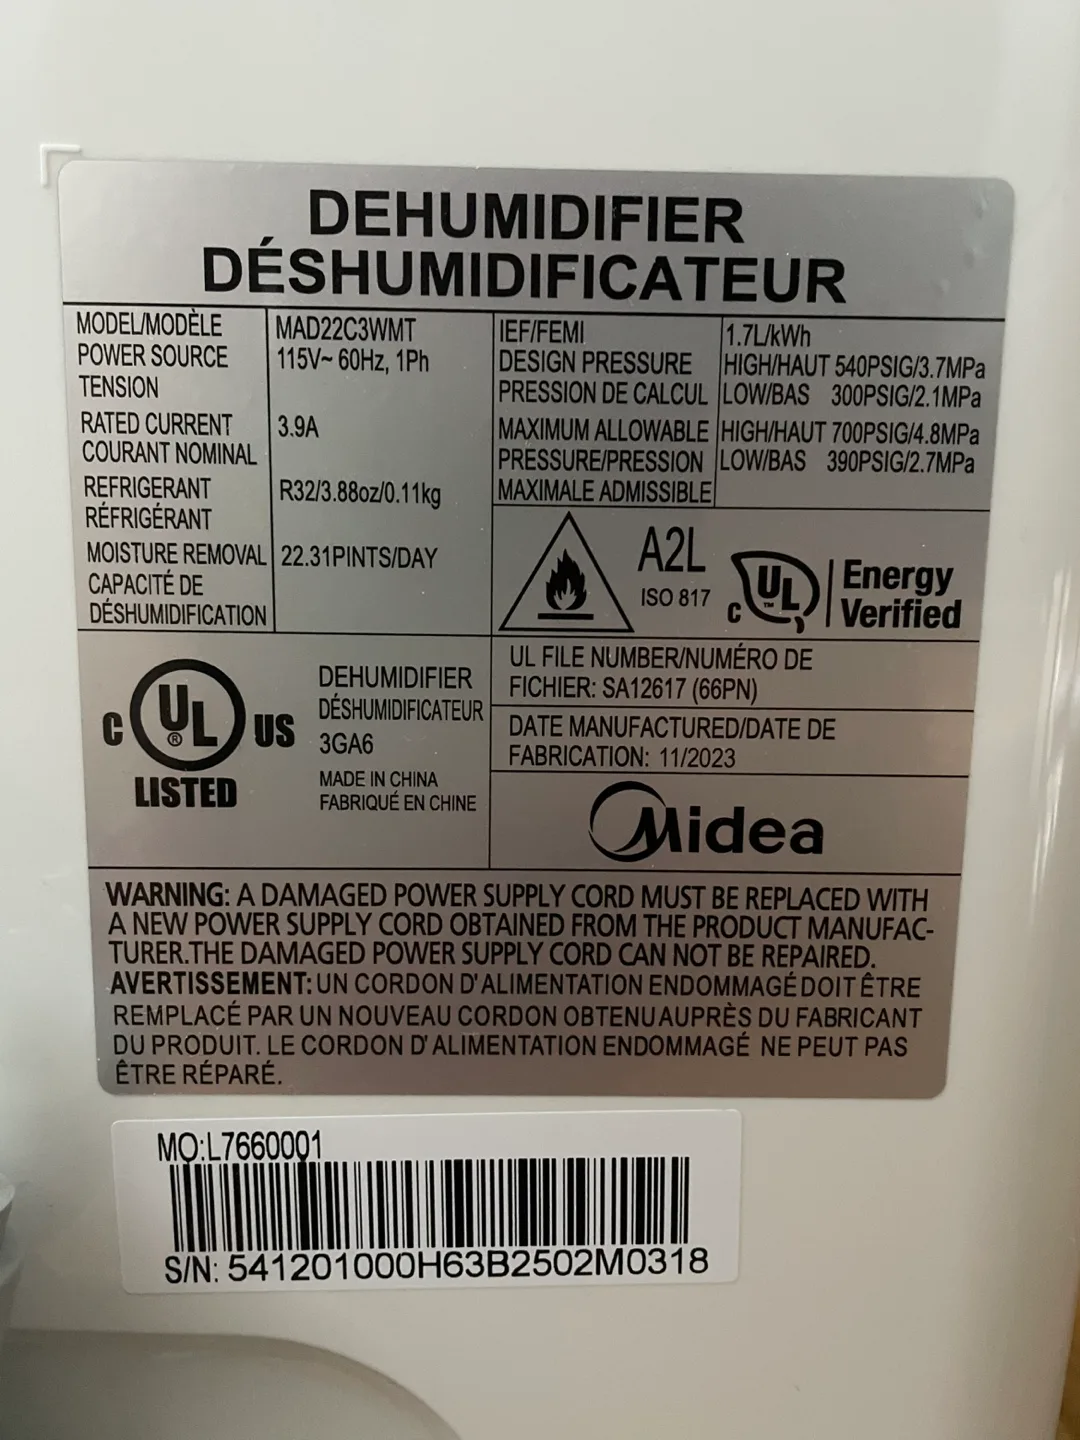 DEHUMIDIFIER
DÉSHUMIDIFICATEUR
MODEL/MODÈLE MAD22C3WMT
POWER SOURCE 115V~ 60Hz, 1Ph
TENSION
RATED CURRENT 3.9A
COURANT NOMINAL
REFRIGERANT R32/3.88oz/0.11kg
RÉFRIGÉRANT
MOISTURE REMOVAL 22.31PINTS/DAY
CAPACITÉ DE
DÉSHUMIDIFICATION
IEF/FEMI 1.7L/kWh
DESIGN PRESSURE HIGH/HAUT 540PSIG/3.7MPa
PRESSION DE CALCUL LOW/BAS 300PSIG/2.1MPa
MAXIMUM ALLOWABLE HIGH/HAUT 700PSIG/4.8MPa
PRESSURE/PRESSION LOW/BAS 390PSIG/2.7MPa
MAXIMALE ADMISSIBLE
A2L
ISO 817
C UL ™ Energy
Verified
C UL ® US
LISTED
DEHUMIDIFIER
DÉSHUMIDIFICATEUR
3GA6
MADE IN CHINA
FABRIQUÉ EN CHINE
UL FILE NUMBER/NUMÉRO DE
FICHIER: SA12617 (66PN)
DATE MANUFACTURED/DATE DE
FABRICATION: 11/2023
Midea
WARNING: A DAMAGED POWER SUPPLY CORD MUST BE REPLACED WITH
A NEW POWER SUPPLY CORD OBTAINED FROM THE PRODUCT MANUFAC-
TURER.THE DAMAGED POWER SUPPLY CORD CAN NOT BE REPAIRED.
AVERTISSEMENT: UN CORDON D'ALIMENTATION ENDOMMAGÉ DOIT ÊTRE
REMPLACÉ PAR UN NOUVEAU CORDON OBTENU AUPRÈS DU FABRICANT
DU PRODUIT. LE CORDON D'ALIMENTATION ENDOMMAGÉ NE PEUT PAS
ÊTRE RÉPARÉ.
MO:L7660001
S/N: 541201000H63B2502M0318